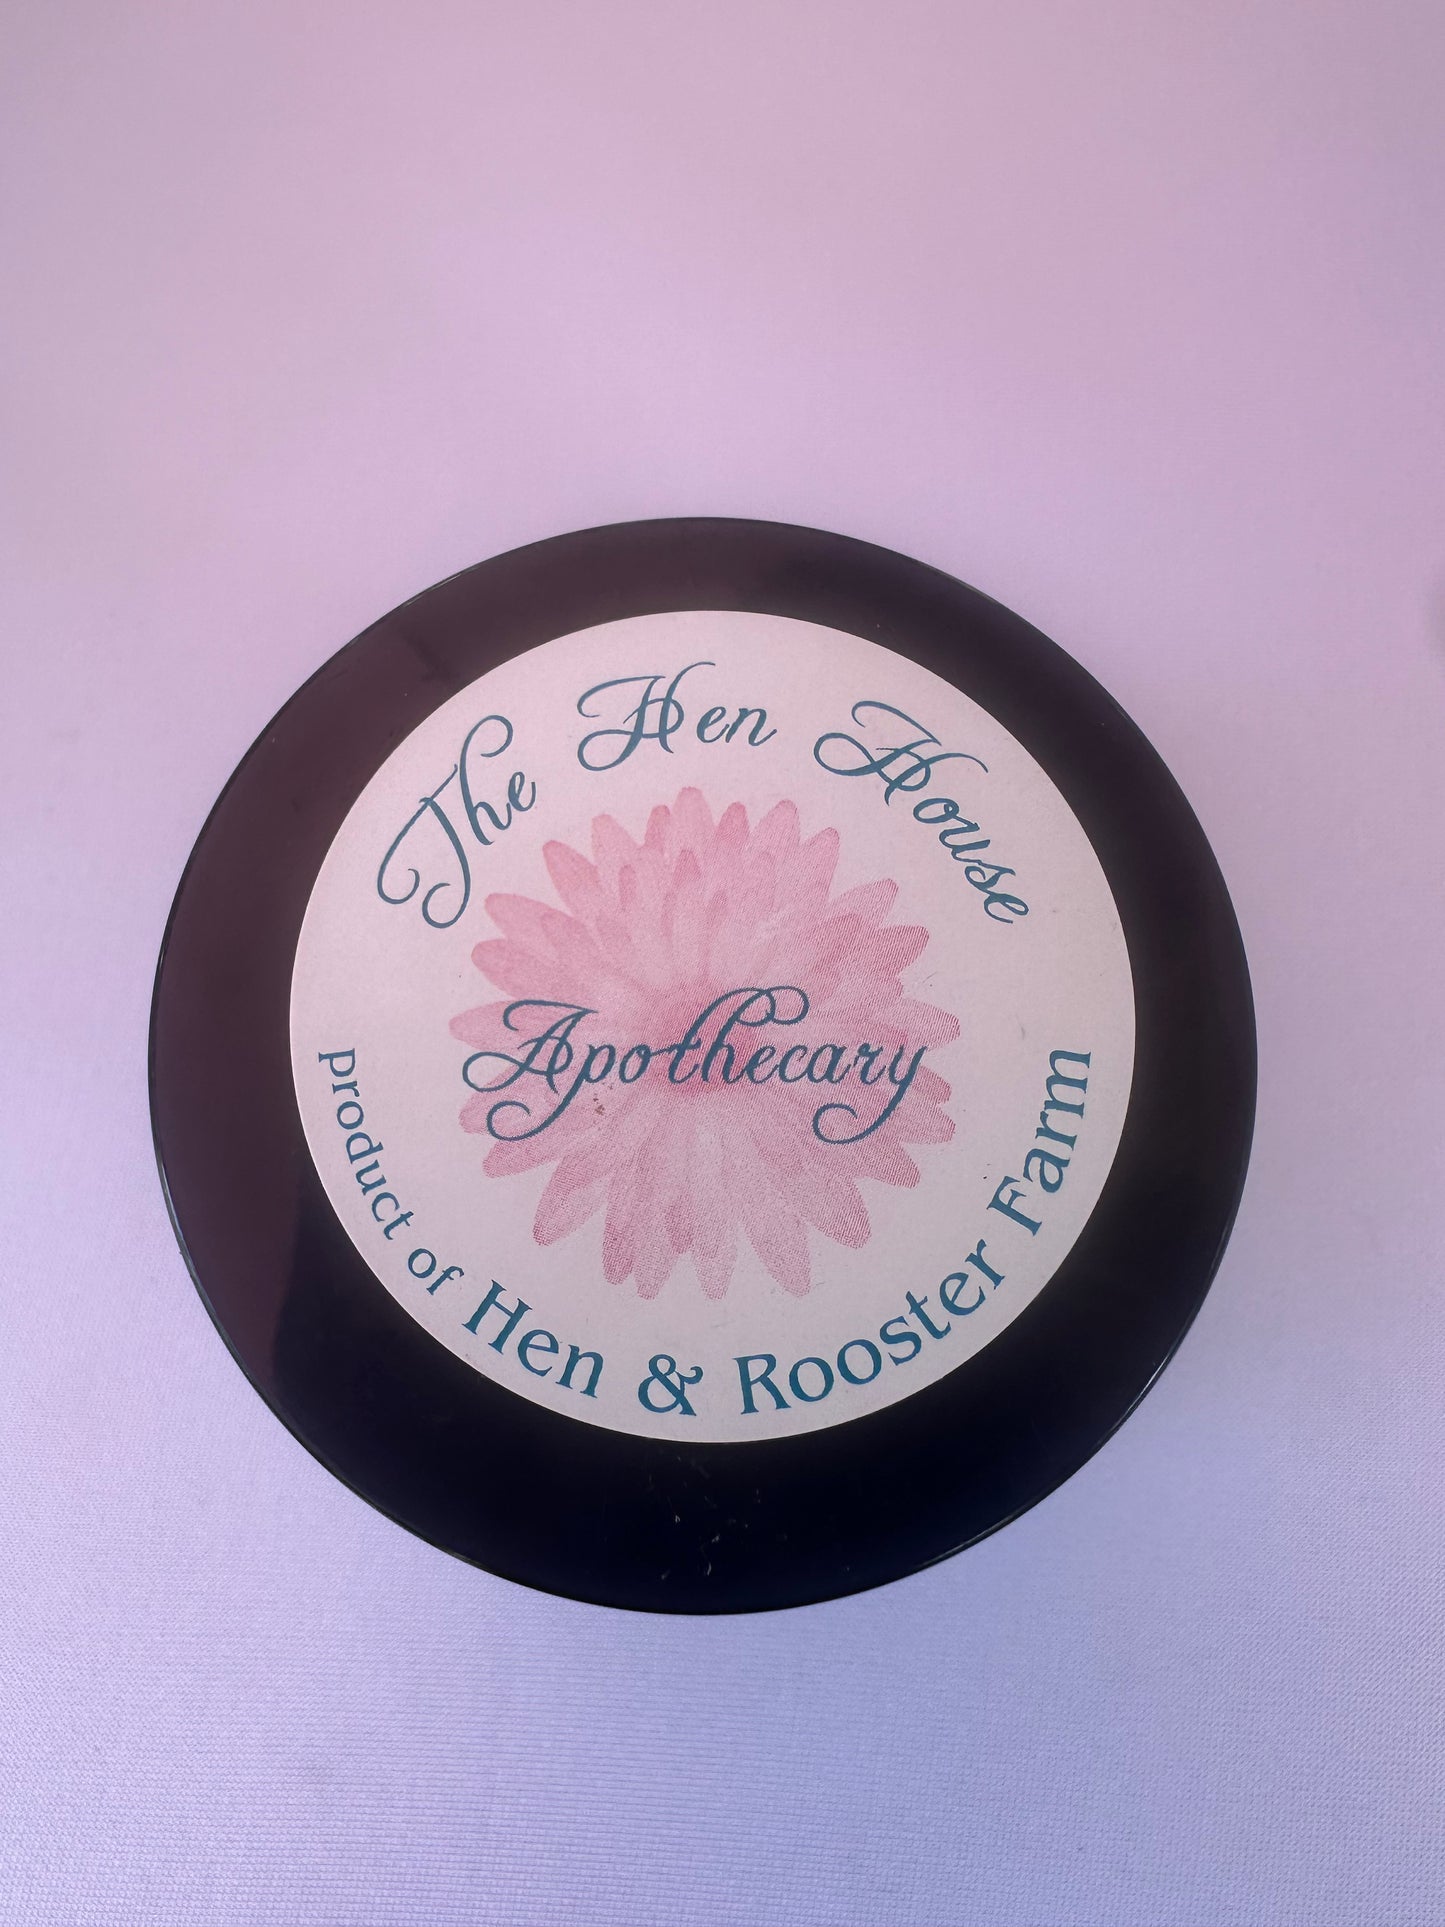 The Hen House
Apothecary
product of Hen & Rooster Farm